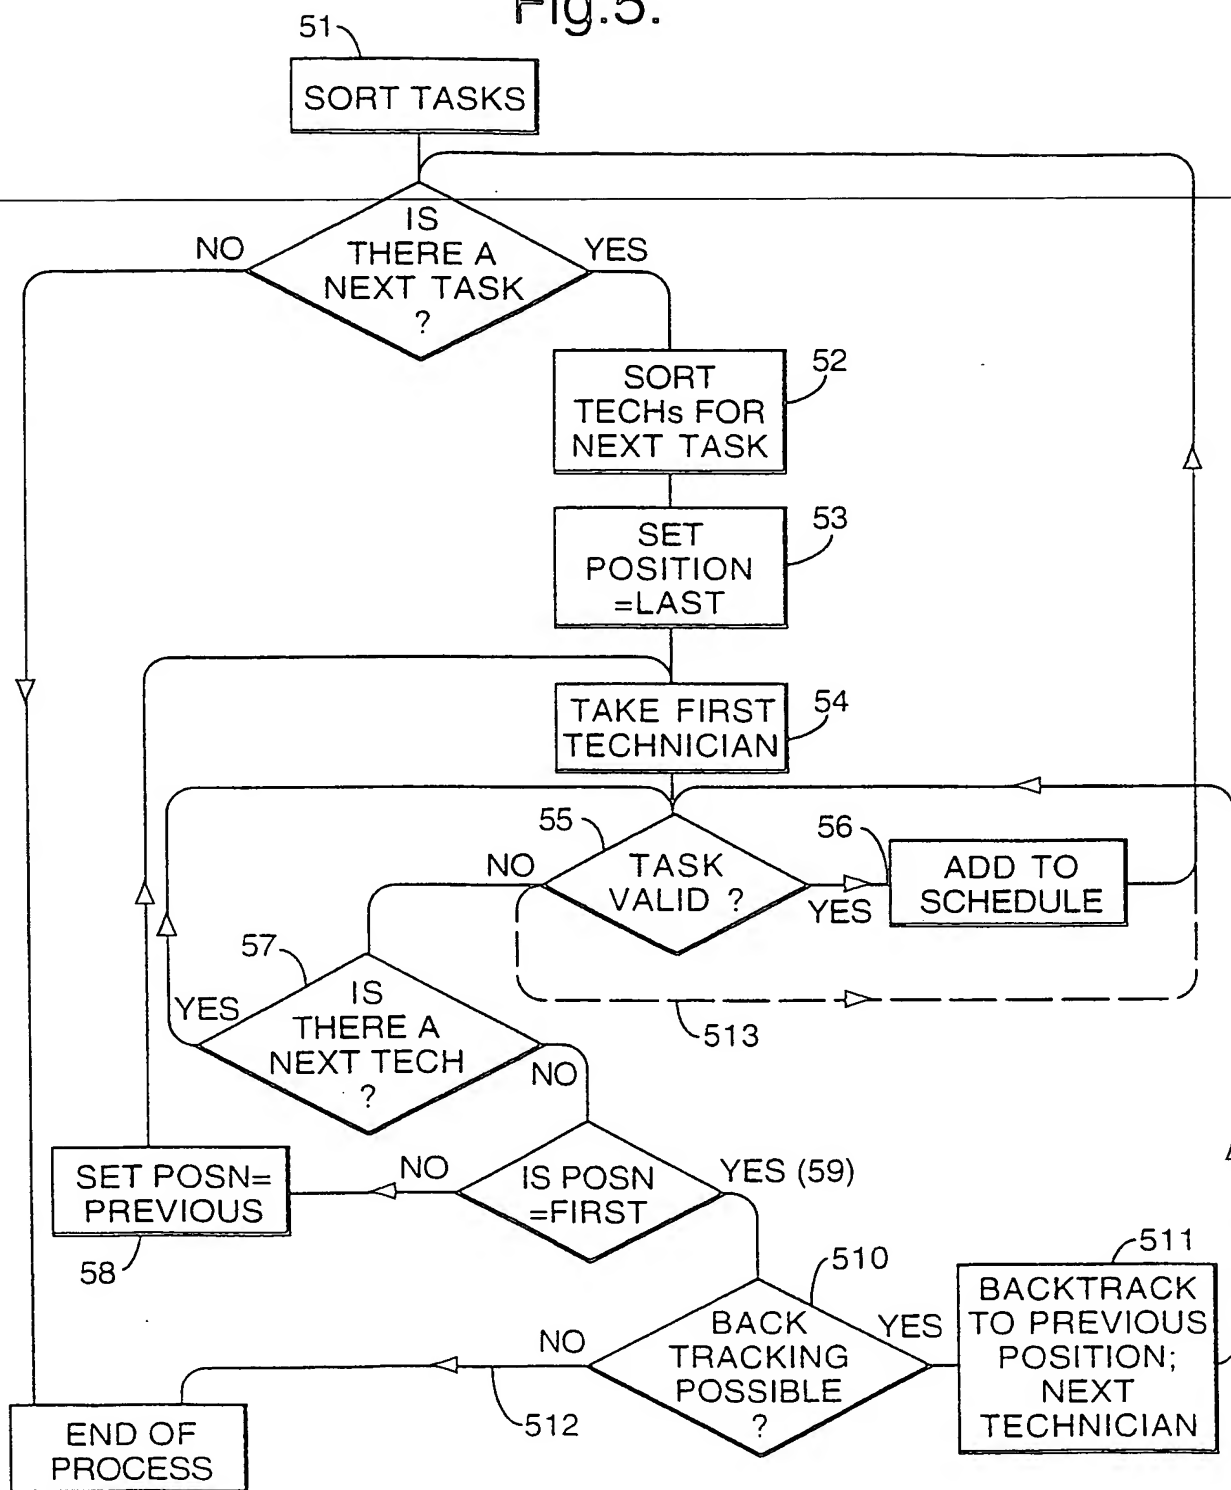 Fig.5.
51
SORT TASKS
IS
THERE A
NEXT TASK
?
NO
YES
SORT
TECHs FOR
NEXT TASK
52
SET
POSITION
=LAST
53
TAKE FIRST
TECHNICIAN
54
55
TASK
VALID ?
NO
YES
56
ADD TO
SCHEDULE
513
57
IS
THERE A
NEXT TECH
?
YES
NO
IS POSN
=FIRST
NO
YES (59)
SET POSN=
PREVIOUS
58
510
BACK
TRACKING
POSSIBLE
?
NO
YES
511
BACKTRACK
TO PREVIOUS
POSITION;
NEXT
TECHNICIAN
512
END OF
PROCESS